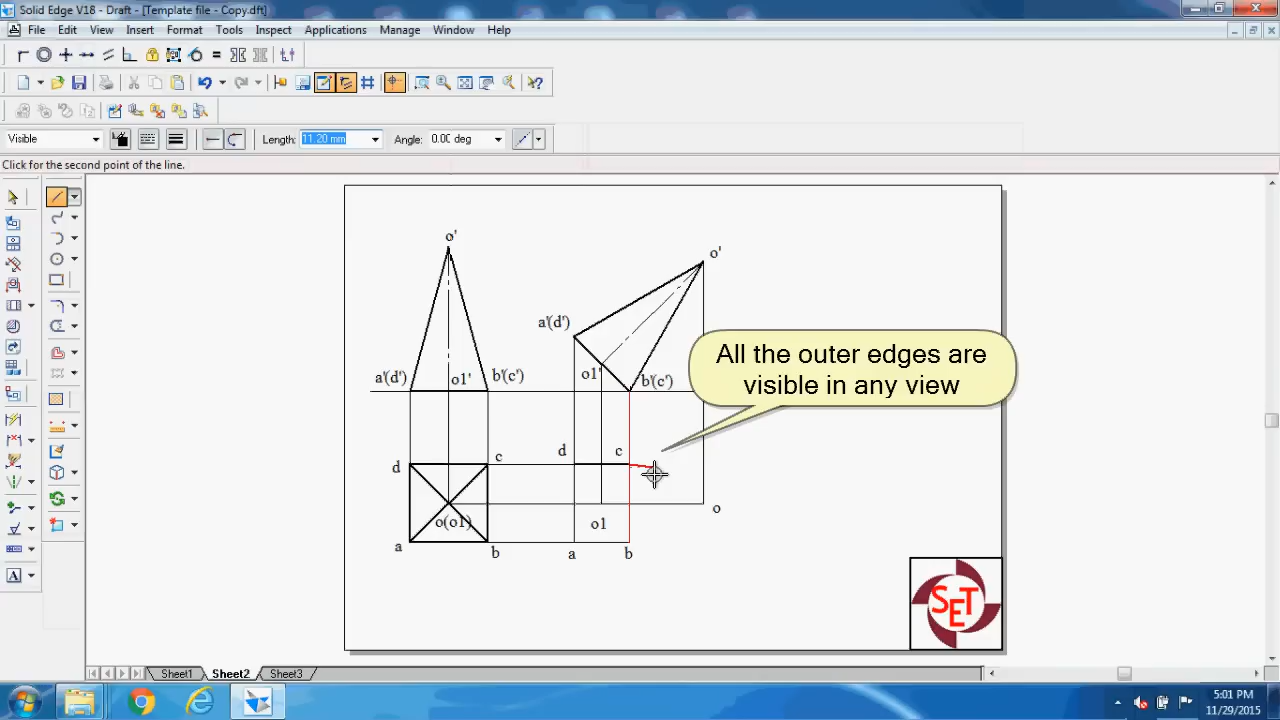 Solid Edge V18 - Draft - [Template file - Copy.dft]
File Edit View Insert Format Tools Inspect Applications Manage Window Help
Visible Length: 11.20 mm Angle: 0.00 deg
Click for the second point of the line.
o'
o'
a'(d')
a'(d') o1' b'(c') o1' b'(c')
All the outer edges are
visible in any view
d c d c
o(o1) o1 o
a b a b
SET
Sheet1 Sheet2 Sheet3
5:01 PM
11/29/2015